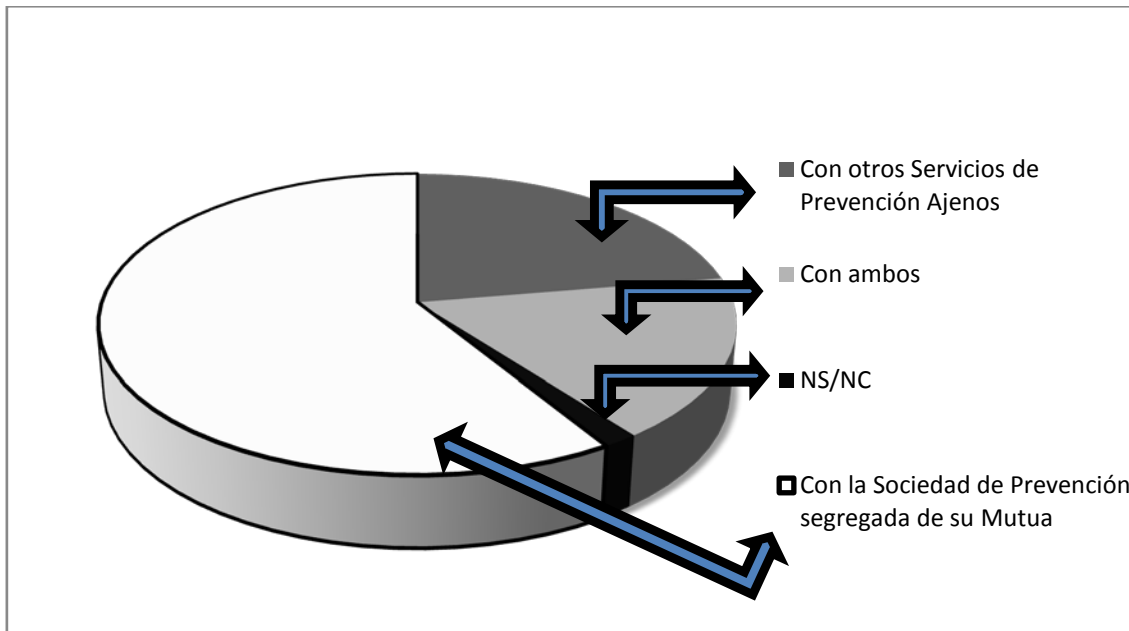 Con otros Servicios de
Prevención Ajenos
Con ambos
NS/NC
Con la Sociedad de Prevención
segregada de su Mutua